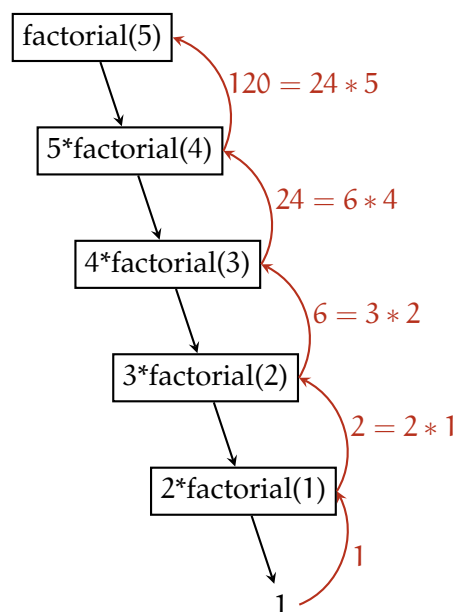 factorial(5)
120 = 24 ∗ 5
5*factorial(4)
24 = 6 ∗ 4
4*factorial(3)
6 = 3 ∗ 2
3*factorial(2)
2 = 2 ∗ 1
2*factorial(1)
1
1